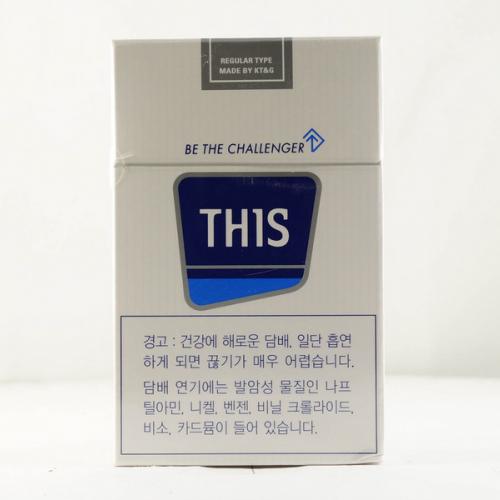 REGULAR TYPE
MADE BY KT&G
BE THE CHALLENGER
THIS
경고 : 건강에 해로운 담배, 일단 흡연
하게 되면 끊기가 매우 어렵습니다.
담배 연기에는 발암성 물질인 나프
틸아민, 니켈, 벤젠, 비닐 크롤라이드,
비소, 카드뮴이 들어 있습니다.